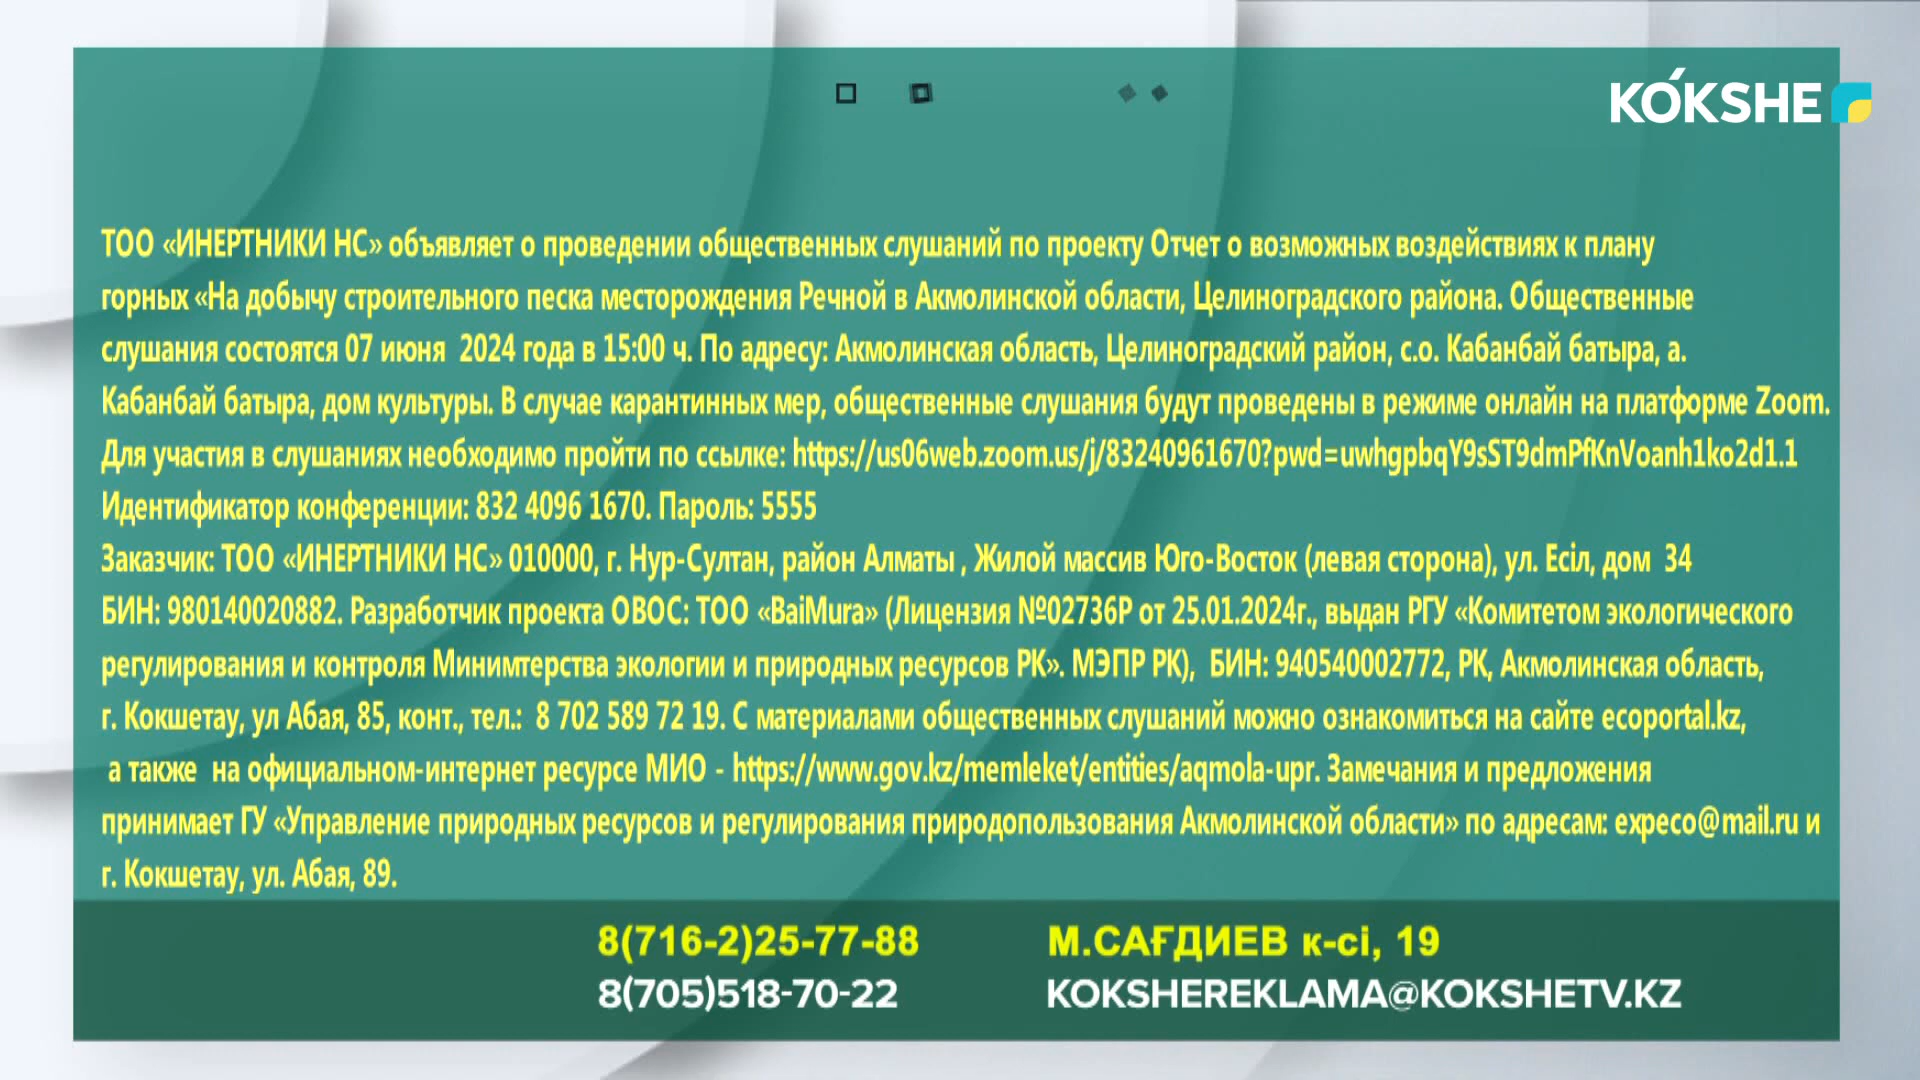 KÓKSHE
ТОО «ИНЕРТНИКИ НС» объявляет о проведении общественных слушаний по проекту Отчет о возможных воздействиях к плану
горных «На добычу строительного песка месторождения Речной в Акмолинской области, Целиноградского района. Общественные
слушания состоятся 07 июня  2024 года в 15:00 ч. По адресу: Акмолинская область, Целиноградский район, с.о. Кабанбай батыра, а.
Кабанбай батыра, дом культуры. В случае карантинных мер, общественные слушания будут проведены в режиме онлайн на платформе Zoom.
Для участия в слушаниях необходимо пройти по ссылке: https://us06web.zoom.us/j/83240961670?pwd=uwhgpbqY9sST9dmPfKnVoanh1ko2d1.1
Идентификатор конференции: 832 4096 1670. Пароль: 5555
Заказчик: ТОО «ИНЕРТНИКИ НС» 010000, г. Нур-Султан, район Алматы , Жилой массив Юго-Восток (левая сторона), ул. Есіл, дом  34
БИН: 980140020882. Разработчик проекта ОВОС: ТОО «BaiMura» (Лицензия №02736Р от 25.01.2024г., выдан РГУ «Комитетом экологического
регулирования и контроля Минимтерства экологии и природных ресурсов РК». МЭПР РК),  БИН: 940540002772, РК, Акмолинская область,
г. Кокшетау, ул Абая, 85, конт., тел.:  8 702 589 72 19. С материалами общественных слушаний можно ознакомиться на сайте ecoportal.kz,
а также  на официальном-интернет ресурсе МИО - https://www.gov.kz/memleket/entities/aqmola-upr. Замечания и предложения
принимает ГУ «Управление природных ресурсов и регулирования природопользования Акмолинской области» по адресам: expeco@mail.ru и
г. Кокшетау, ул. Абая, 89.
8(716-2)25-77-88
М.САҒДИЕВ к-сі, 19
8(705)518-70-22
KOKSHEREKLAMA@KOKSHETV.KZ